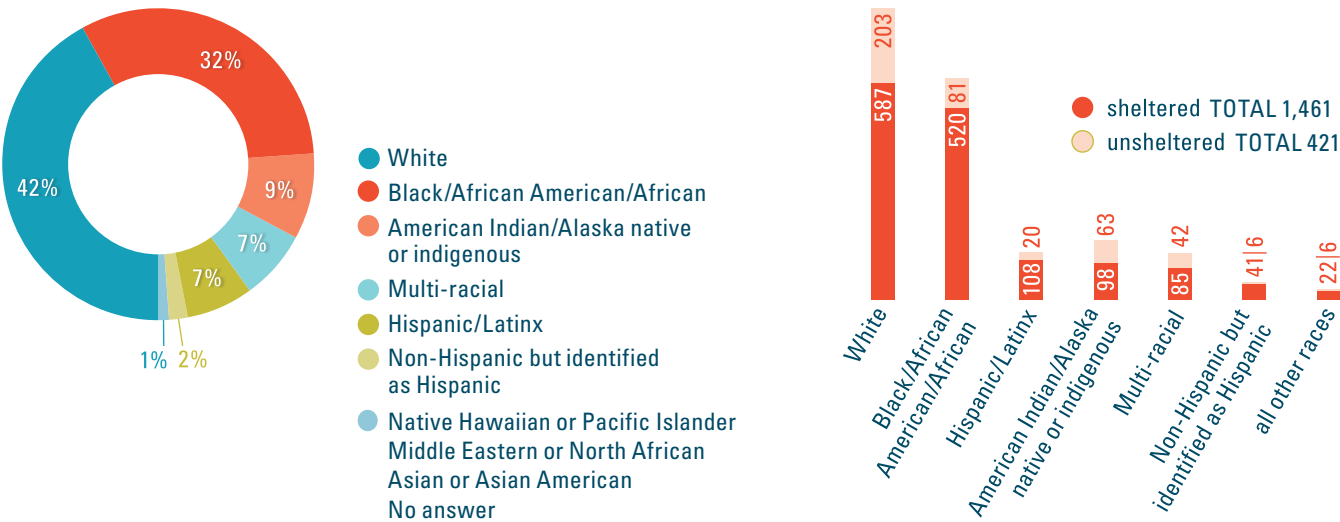 32%
42%
9%
7%
7%
1% 2%
White
Black/African American/African
American Indian/Alaska native
or indigenous
Multi-racial
Hispanic/Latinx
Non-Hispanic but identified
as Hispanic
Native Hawaiian or Pacific Islander
Middle Eastern or North African
Asian or Asian American
No answer
203
587
81
520
20
108
63
98
42
85
41|6
22|6
sheltered TOTAL 1,461
unsheltered TOTAL 421
White
Black/African
American/African
Hispanic/Latinx
American Indian/Alaska
native or indigenous
Multi-racial
Non-Hispanic but
identified as Hispanic
all other races